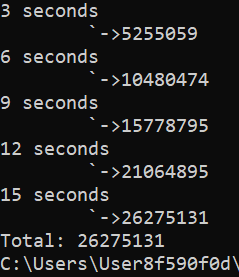 3 seconds
`->5255059
6 seconds
`->10480474
9 seconds
`->15778795
12 seconds
`->21064895
15 seconds
`->26275131
Total: 26275131
C:\Users\User8f590f0d\